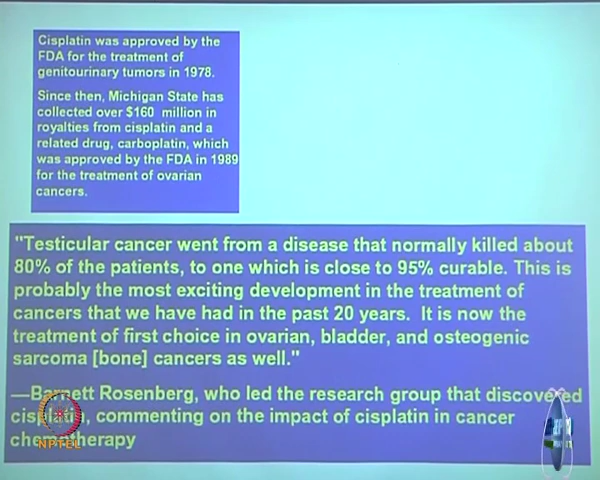 Cisplatin was approved by the
FDA for the treatment of
genitourinary tumors in 1978.
Since then, Michigan State has
collected over $160 million in
royalties from cisplatin and a
related drug, carboplatin, which
was approved by the FDA in 1989
for the treatment of ovarian
cancers.
"Testicular cancer went from a disease that normally killed about
80% of the patients, to one which is close to 95% curable. This is
probably the most exciting development in the treatment of
cancers that we have had in the past 20 years. It is now the
treatment of first choice in ovarian, bladder, and osteogenic
sarcoma [bone] cancers as well."
—Barnett Rosenberg, who led the research group that discovered
cisplatin, commenting on the impact of cisplatin in cancer
chemotherapy
NPTEL